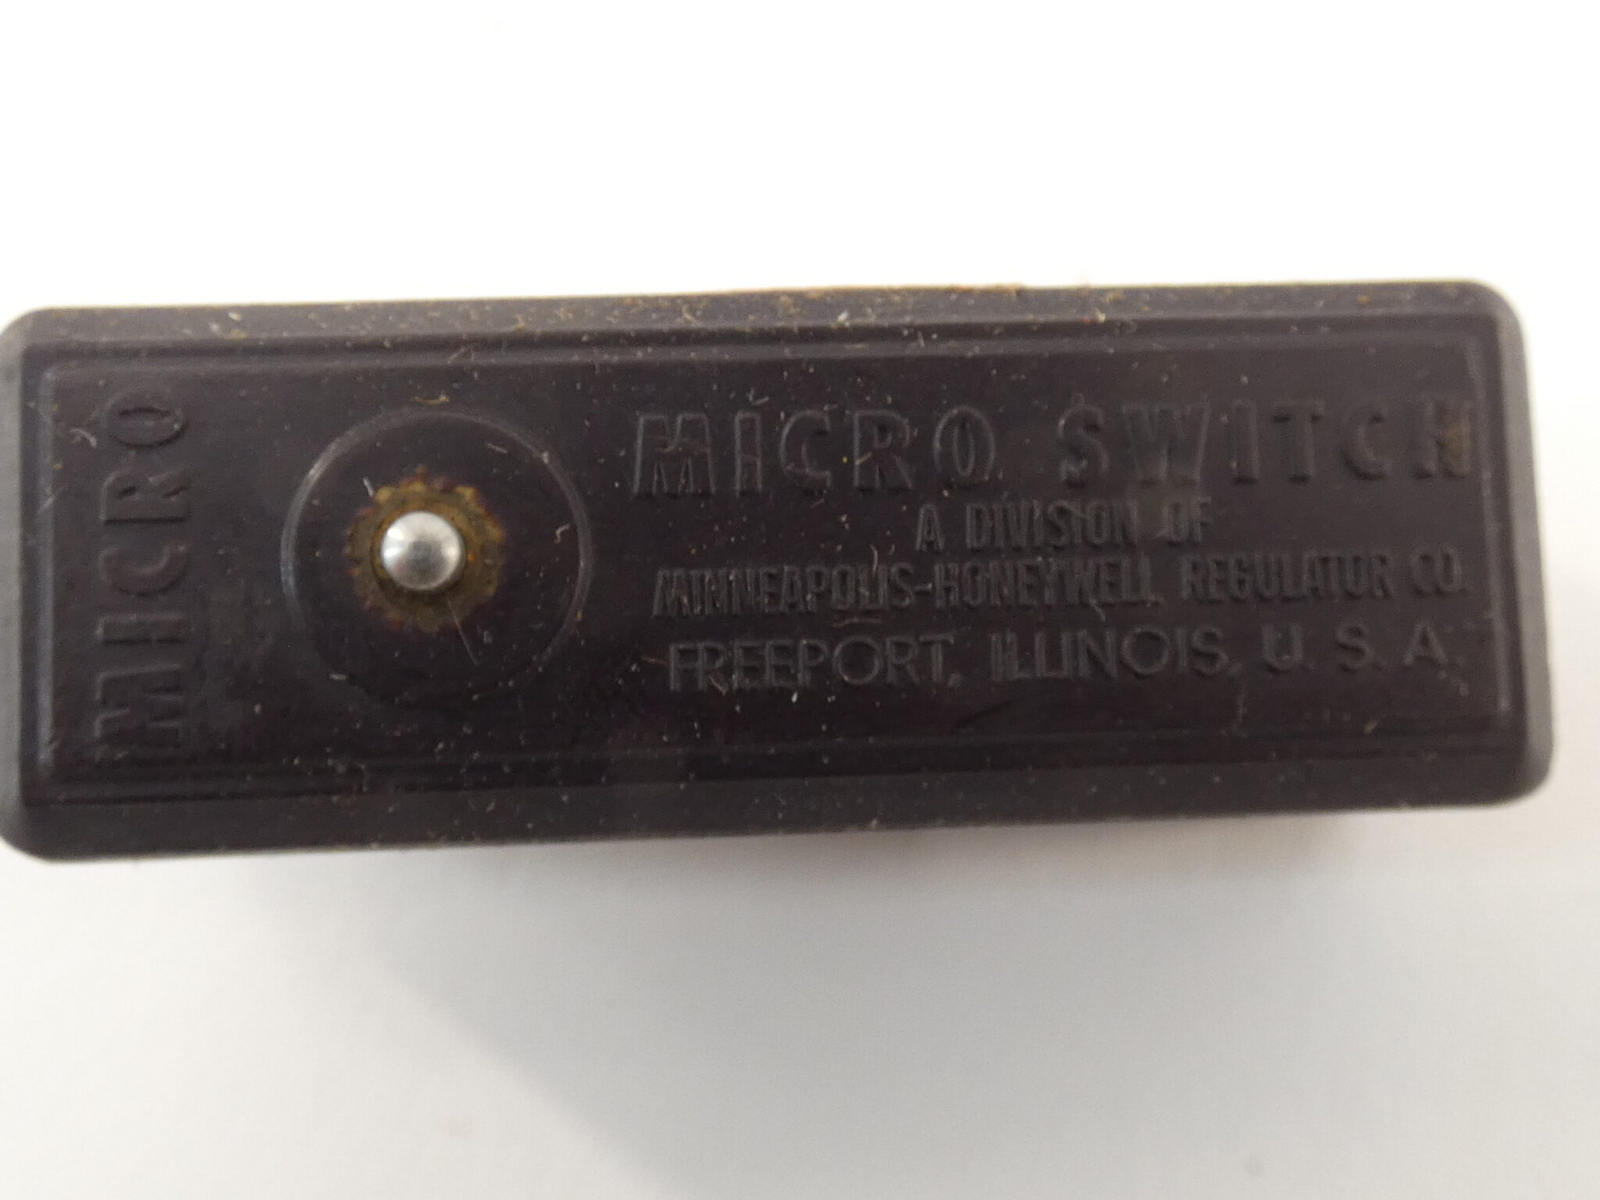 MICRO
MICRO SWITCH
A DIVISION OF
MINNEAPOLIS-HONEYWELL REGULATOR CO.
FREEPORT, ILLINOIS, U. S. A.